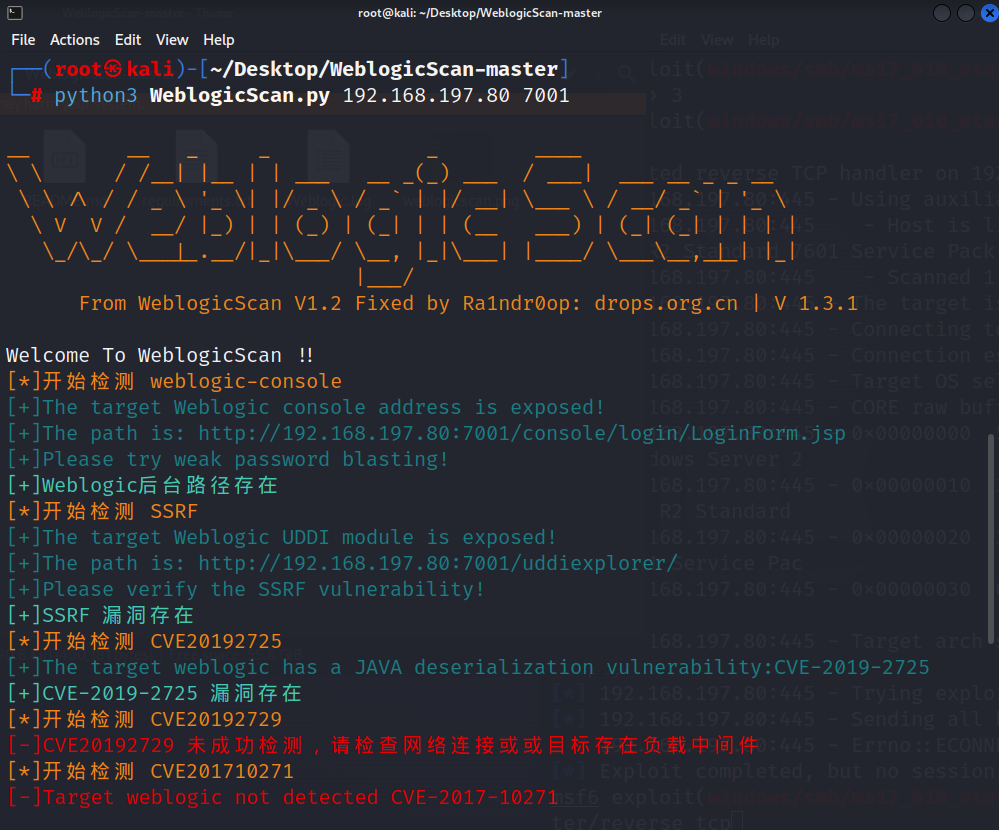 root@kali: ~/Desktop/WeblogicScan-master
File Actions Edit View Help
(root㉿kali)-[~/Desktop/WeblogicScan-master]
# python3 WeblogicScan.py 192.168.197.80 7001
From WeblogicScan V1.2 Fixed by Ra1ndr0op: drops.org.cn | V 1.3.1
Welcome To WeblogicScan !!
[*]开始检测 weblogic-console
[+]The target Weblogic console address is exposed!
[+]The path is: http://192.168.197.80:7001/console/login/LoginForm.jsp
[+]Please try weak password blasting!
[+]Weblogic后台路径存在
[*]开始检测 SSRF
[+]The target Weblogic UDDI module is exposed!
[+]The path is: http://192.168.197.80:7001/uddiexplorer/
[+]Please verify the SSRF vulnerability!
[+]SSRF 漏洞存在
[*]开始检测 CVE20192725
[+]The target weblogic has a JAVA deserialization vulnerability:CVE-2019-2725
[+]CVE-2019-2725 漏洞存在
[*]开始检测 CVE20192729
[-]CVE20192729 未成功检测，请检查网络连接或或目标存在负载中间件
[*]开始检测 CVE201710271
[-]Target weblogic not detected CVE-2017-10271